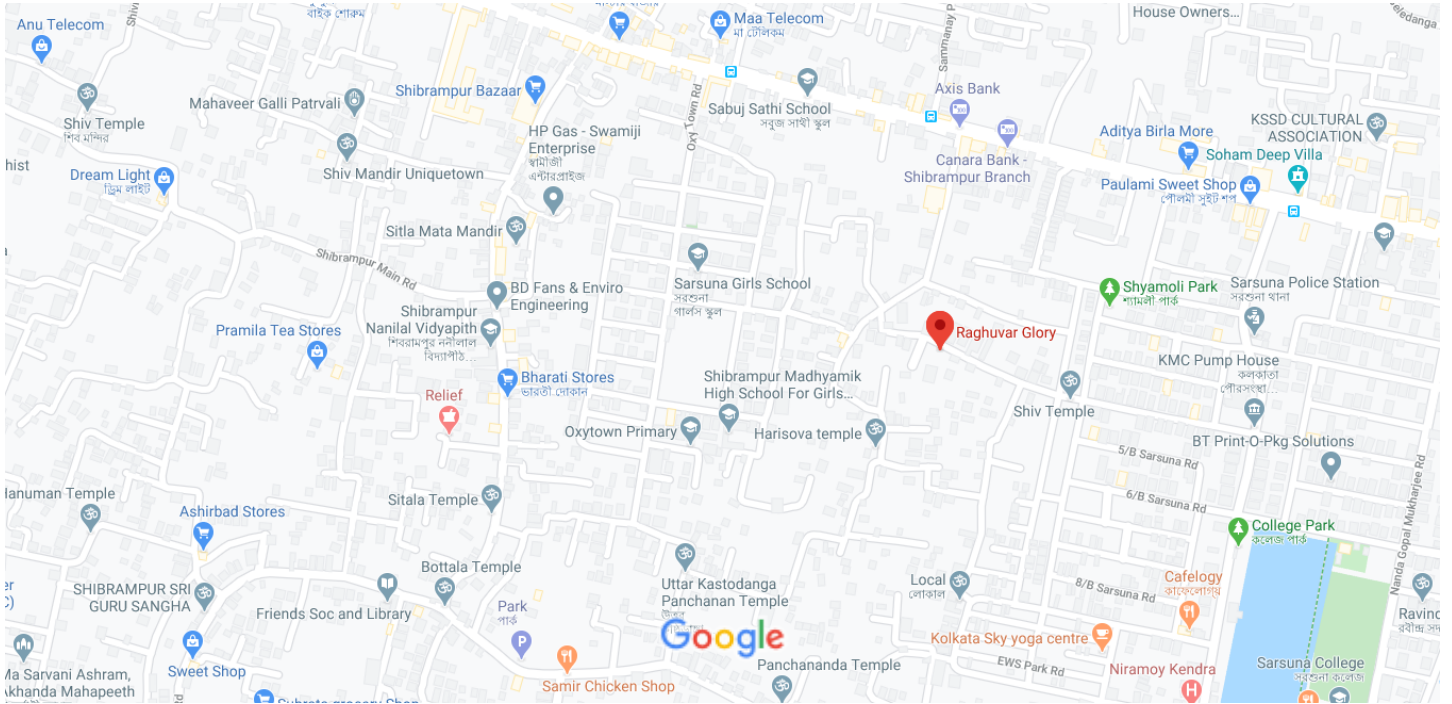 বাইক শোরুম
Anu Telecom
Maa Telecom
মা টেলিকম
House Owners...
Sammanay P
Shibrampur Bazaar
Mahaveer Galli Patrvali
Shiv Temple
শিব মন্দির
Oxy Town Rd
Sabuj Sathi School
সবুজ সাথী স্কুল
Axis Bank
KSSD CULTURAL
ASSOCIATION
HP Gas - Swamiji
Enterprise
স্বামীজী
এন্টারপ্রাইজ
Aditya Birla More
Soham Deep Villa
Canara Bank -
Shibrampur Branch
Shiv Mandir Uniquetown
Dream Light
ড্রিম লাইট
Paulami Sweet Shop
পৌলমী সুইট শপ
Sitla Mata Mandir
Shibrampur Main Rd
Sarsuna Girls School
সরশুনা
গার্লস স্কুল
BD Fans & Enviro
Engineering
Shyamoli Park
শ্যামলী পার্ক
Sarsuna Police Station
সরশুনা থানা
Shibrampur
Nanilal Vidyapith
শিবরামপুর ননীলাল
বিদ্যাপীঠ...
Pramila Tea Stores
Raghuvar Glory
KMC Pump House
কলকাতা
পৌরসংস্থা...
Bharati Stores
ভারতী দোকান
Shibrampur Madhyamik
High School For Girls...
Relief
Shiv Temple
Oxytown Primary
Harisova temple
BT Print-O-Pkg Solutions
5/B Sarsuna Rd
6/B Sarsuna Rd
Nanda Gopal Mukharjee Rd
Sitala Temple
Ashirbad Stores
College Park
কলেজ পার্ক
Bottala Temple
Uttar Kastodanga
Panchanan Temple
Local
লোকাল
8/B Sarsuna Rd
Cafelogy
কাফেলোগয়
SHIBRAMPUR SRI
GURU SANGHA
Friends Soc and Library
Park
পার্ক
Google
Kolkata Sky yoga centre
EWS Park Rd
Panchananda Temple
Niramoy Kendra
Sarsuna College
সরশুনা কলেজ
Sweet Shop
Samir Chicken Shop